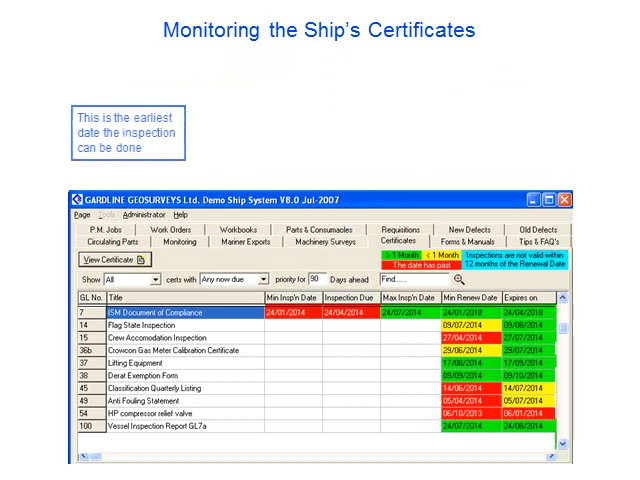 Monitoring the Ship's Certificates
This is the earliest
date the inspection
can be done
GARDLINE GEOSURVEYS Ltd. Demo Ship System V8.0 Jul-2007
Page Tools Administrator Help
P.M. Jobs Work Orders Workbooks Parts & Consumables Requisitions New Defects Old Defects
Circulating Parts Monitoring Mariner Exports Machinery Surveys Certificates Forms & Manuals Tips & FAQ's
View Certificate > 1 Month < 1 Month Inspections are not valid within
The date has past 12 months of the Renewal Date
Show All certs with Any now due priority for 90 Days ahead Find......
GL No. Title Min Insp'n Date Inspection Due Max Insp'n Date Min Renew Date Expires on
7 ISM Document of Compliance 24/01/2014 24/04/2014 24/07/2014 24/01/2018 24/04/2018
14 Flag State Inspection 09/07/2014 09/08/2014
15 Crew Accomodation Inspection 27/04/2014 27/07/2014
36b Crowcon Gas Meter Calibration Certificate 29/06/2014 29/07/2014
37 Lifting Equipment 17/08/2014 17/09/2014
38 Derat Exemption Form 09/09/2014 09/10/2014
45 Classification Quarterly Listing 14/06/2014 14/07/2014
49 Anti Fouling Statement 05/04/2014 05/07/2014
54 HP compressor relief valve 06/10/2013 06/01/2014
100 Vessel Inspection Report GL7a 24/07/2014 24/08/2014